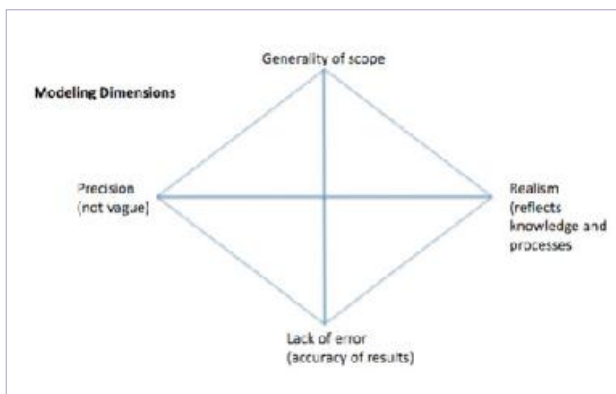 Generality of scope
Modeling Dimensions
Precision
(not vague)
Realism
(reflects
knowledge and
processes
Lack of error
(accuracy of results)